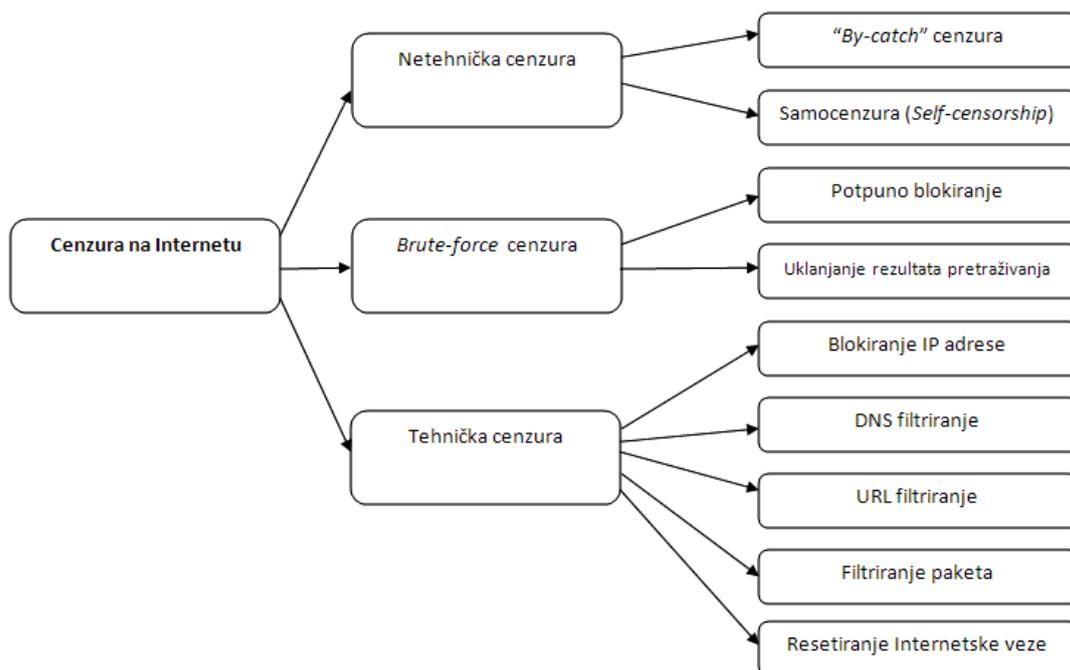 Cenzura na Internetu
Netehnička cenzura
“By-catch” cenzura
Samocenzura (Self-censorship)
Brute-force cenzura
Potpuno blokiranje
Uklanjanje rezultata pretraživanja
Tehnička cenzura
Blokiranje IP adrese
DNS filtriranje
URL filtriranje
Filtriranje paketa
Resetiranje Internetske veze